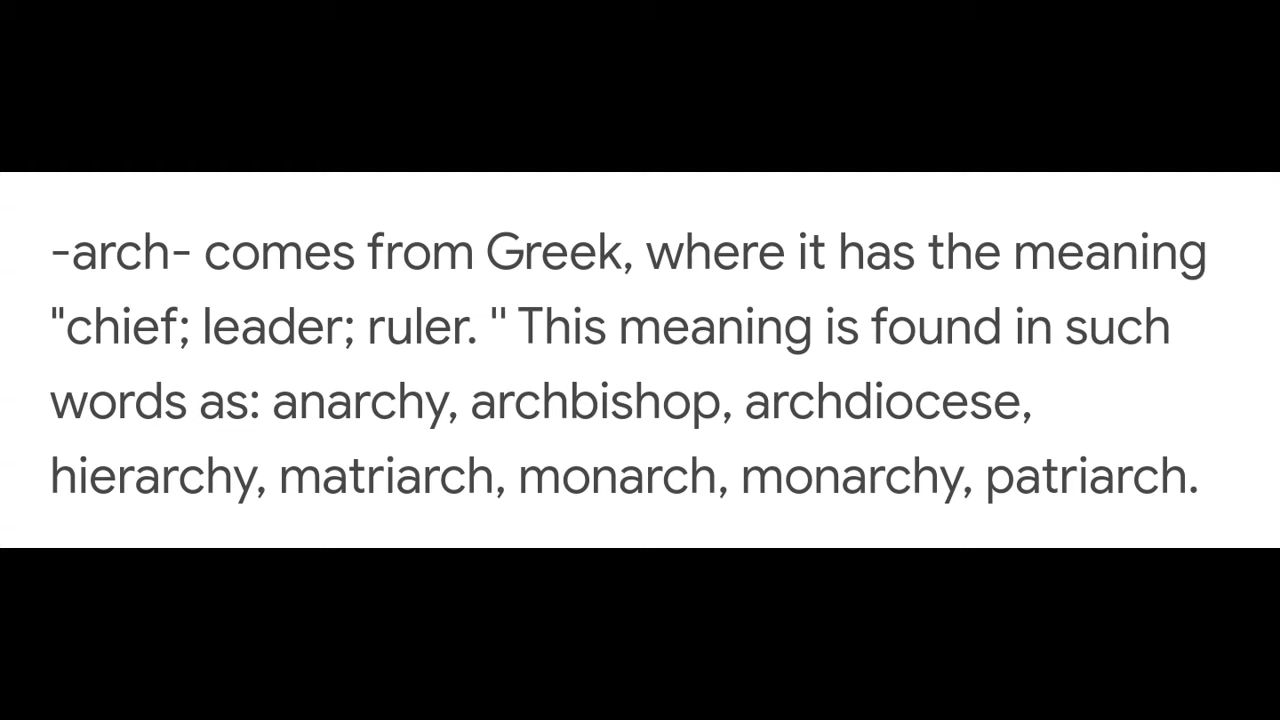 -arch- comes from Greek, where it has the meaning
"chief; leader; ruler. " This meaning is found in such
words as: anarchy, archbishop, archdiocese,
hierarchy, matriarch, monarch, monarchy, patriarch.